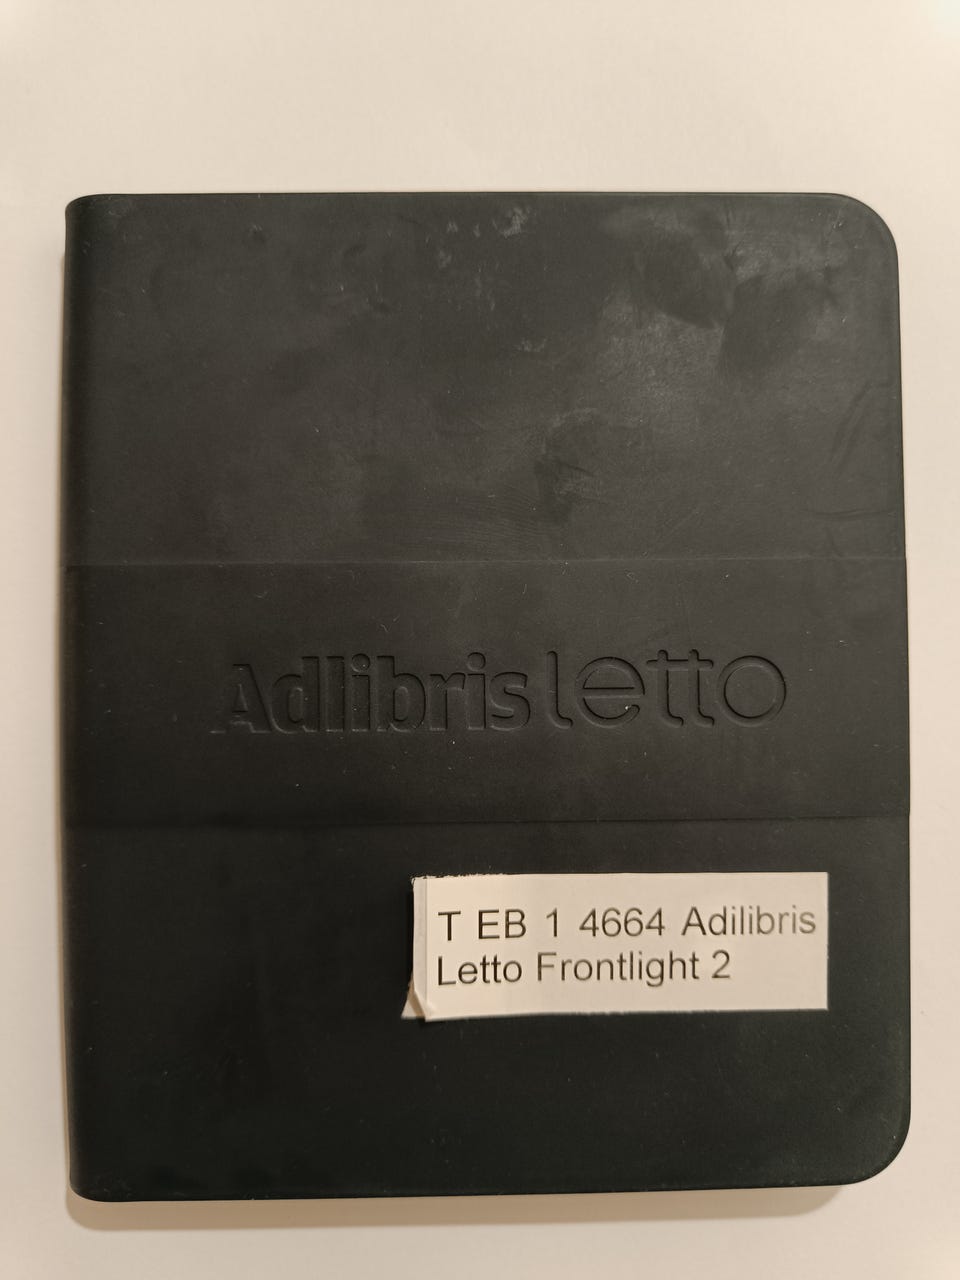 Adlibris letto
T EB 1 4664 Adilibris
Letto Frontlight 2